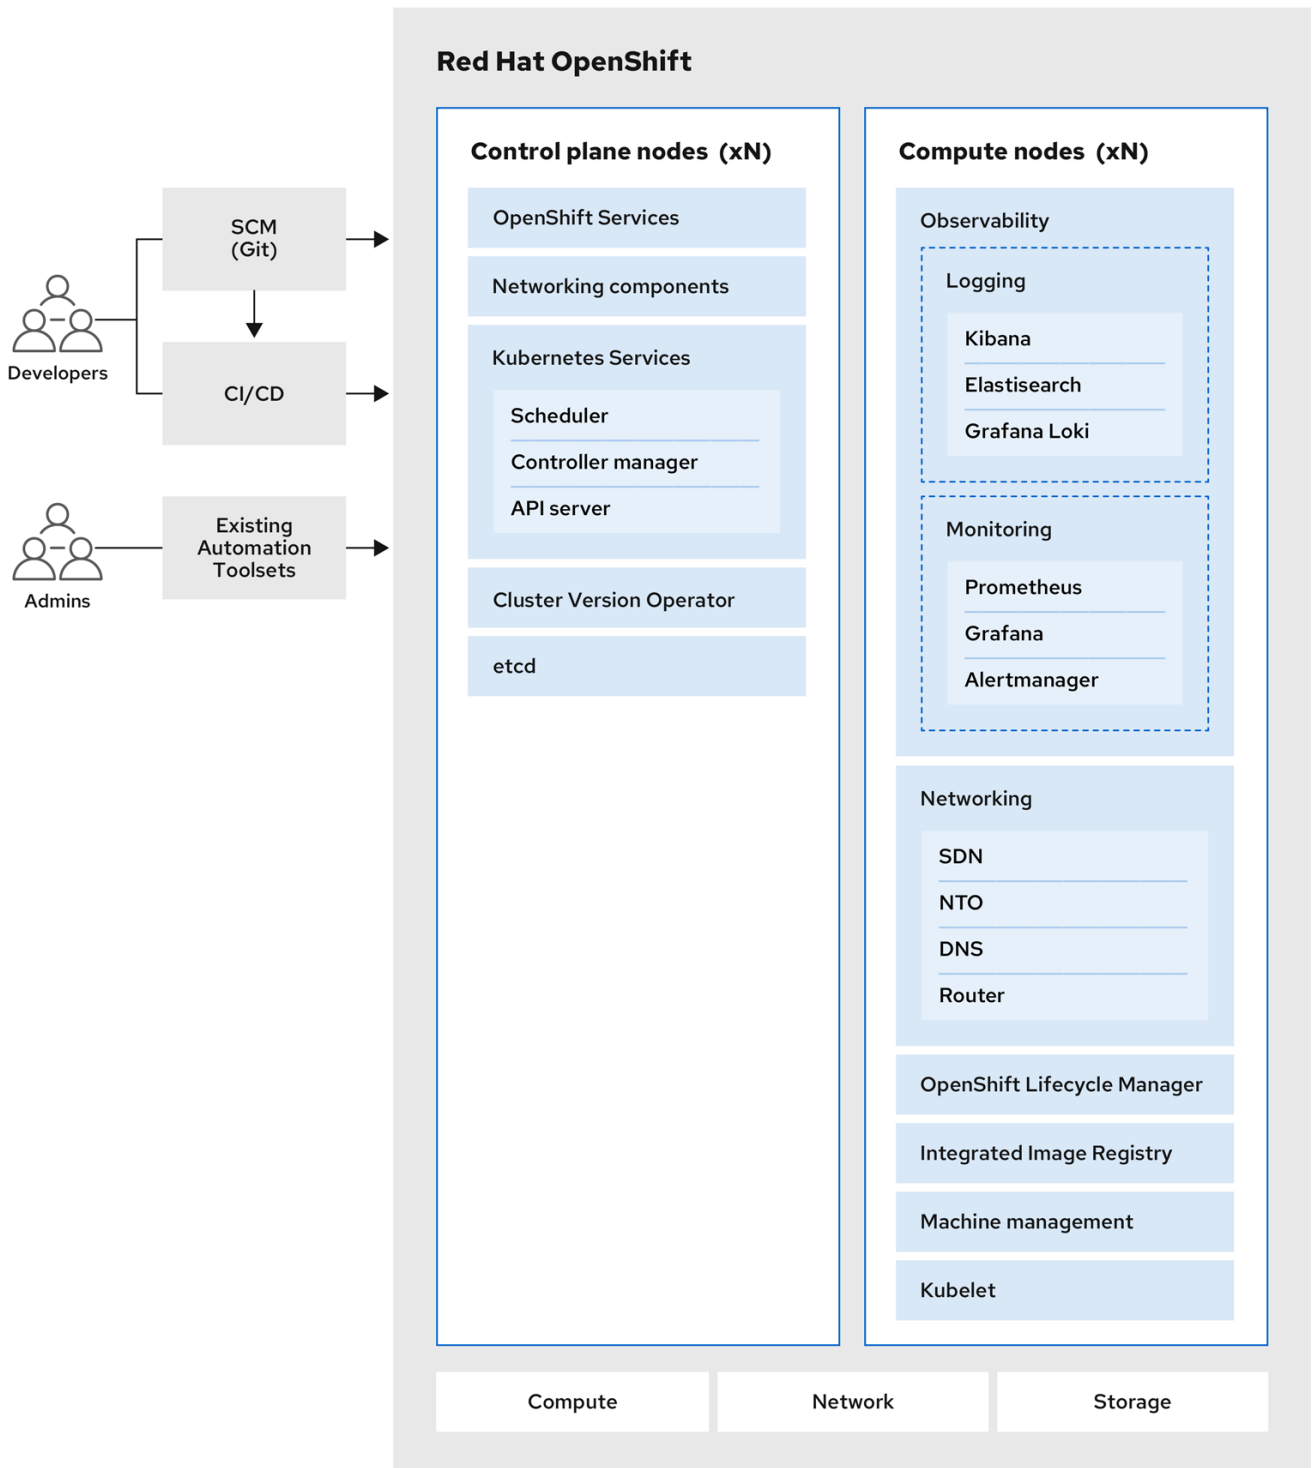 Red Hat OpenShift
Control plane nodes (xN)
OpenShift Services
Networking components
Kubernetes Services
Scheduler
Controller manager
API server
Cluster Version Operator
etcd
Compute nodes (xN)
Observability
Logging
Kibana
Elastisearch
Grafana Loki
Monitoring
Prometheus
Grafana
Alertmanager
Networking
SDN
NTO
DNS
Router
OpenShift Lifecycle Manager
Integrated Image Registry
Machine management
Kubelet
Compute
Network
Storage
Developers
SCM
(Git)
CI/CD
Admins
Existing
Automation
Toolsets